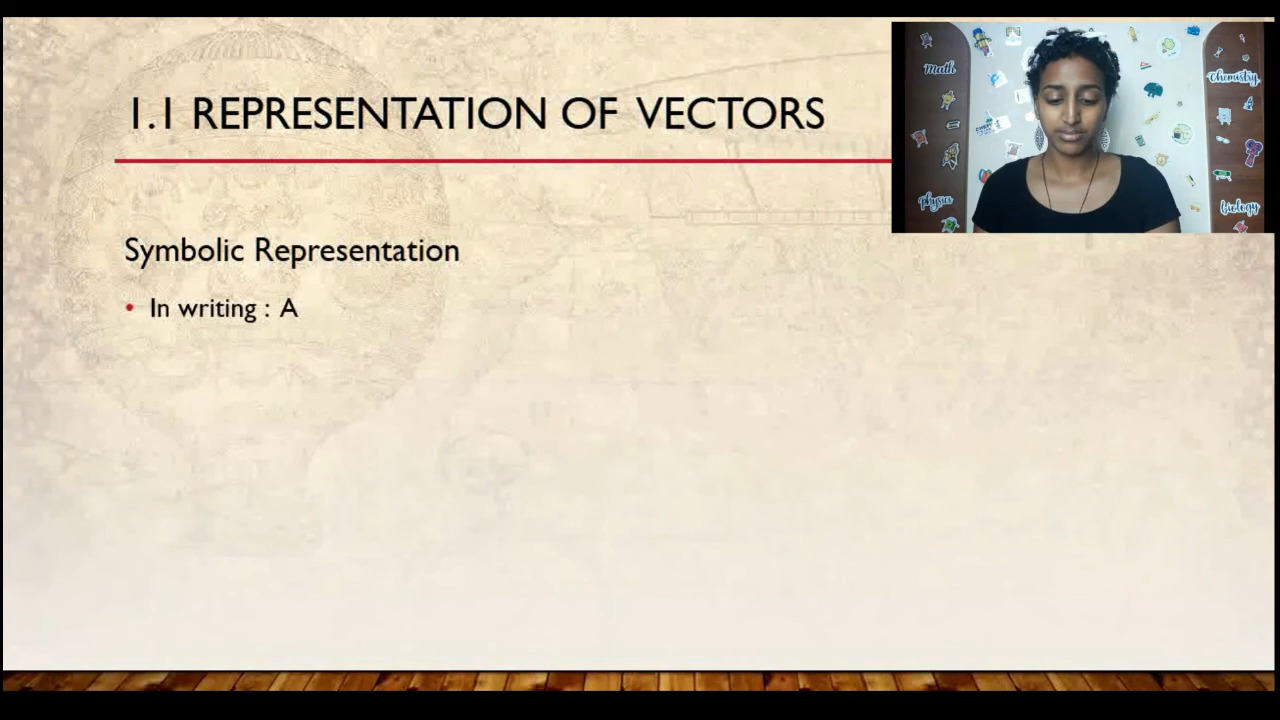 1.1 REPRESENTATION OF VECTORS
Math
Chemistry
physics
biology
Symbolic Representation
• In writing : A